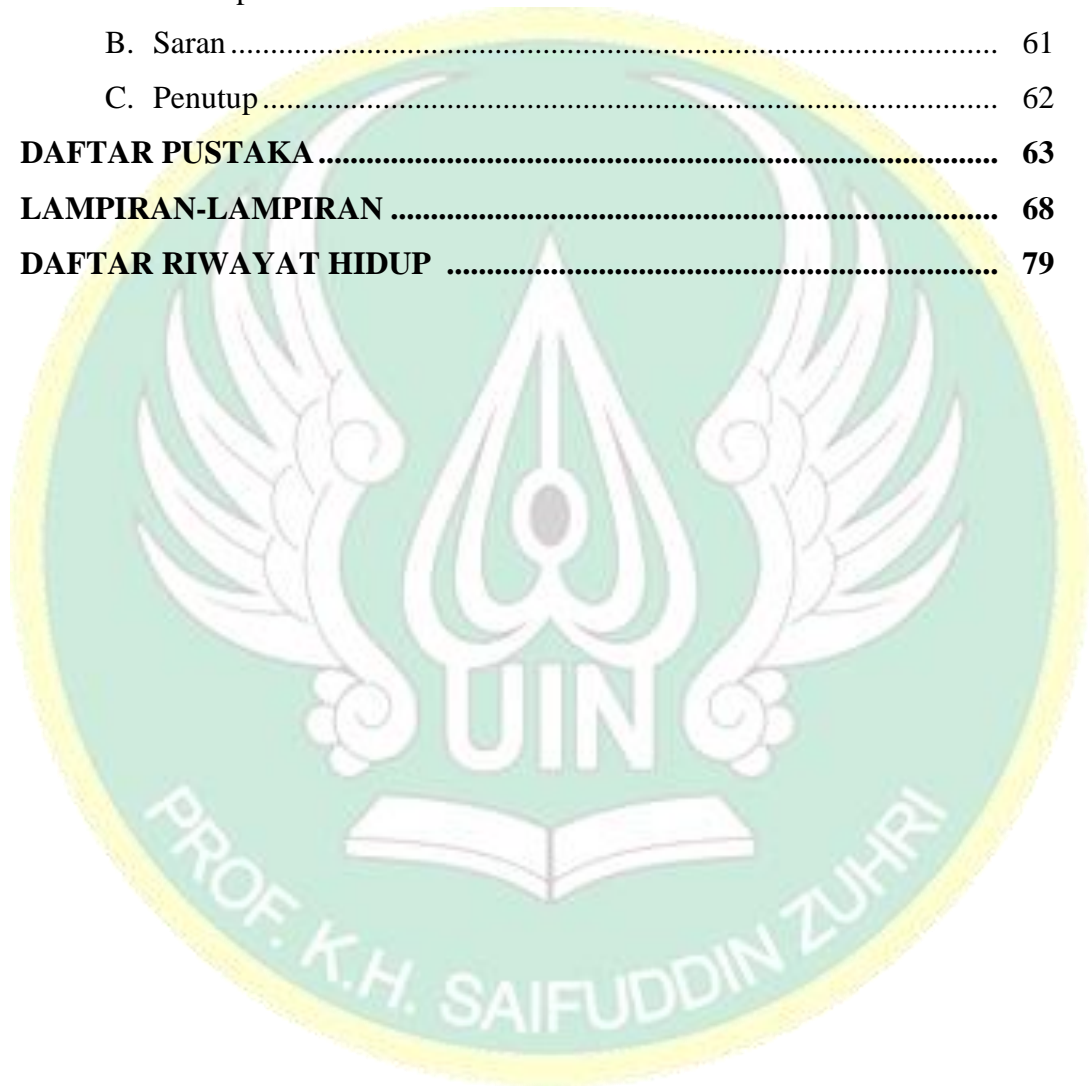 B. Saran ........................................................................................... 61
C. Penutup ....................................................................................... 62
DAFTAR PUSTAKA ................................................................................ 63
LAMPIRAN-LAMPIRAN ........................................................................ 68
DAFTAR RIWAYAT HIDUP .................................................................. 79
UIN
PROF. K.H. SAIFUDDIN ZUHRI